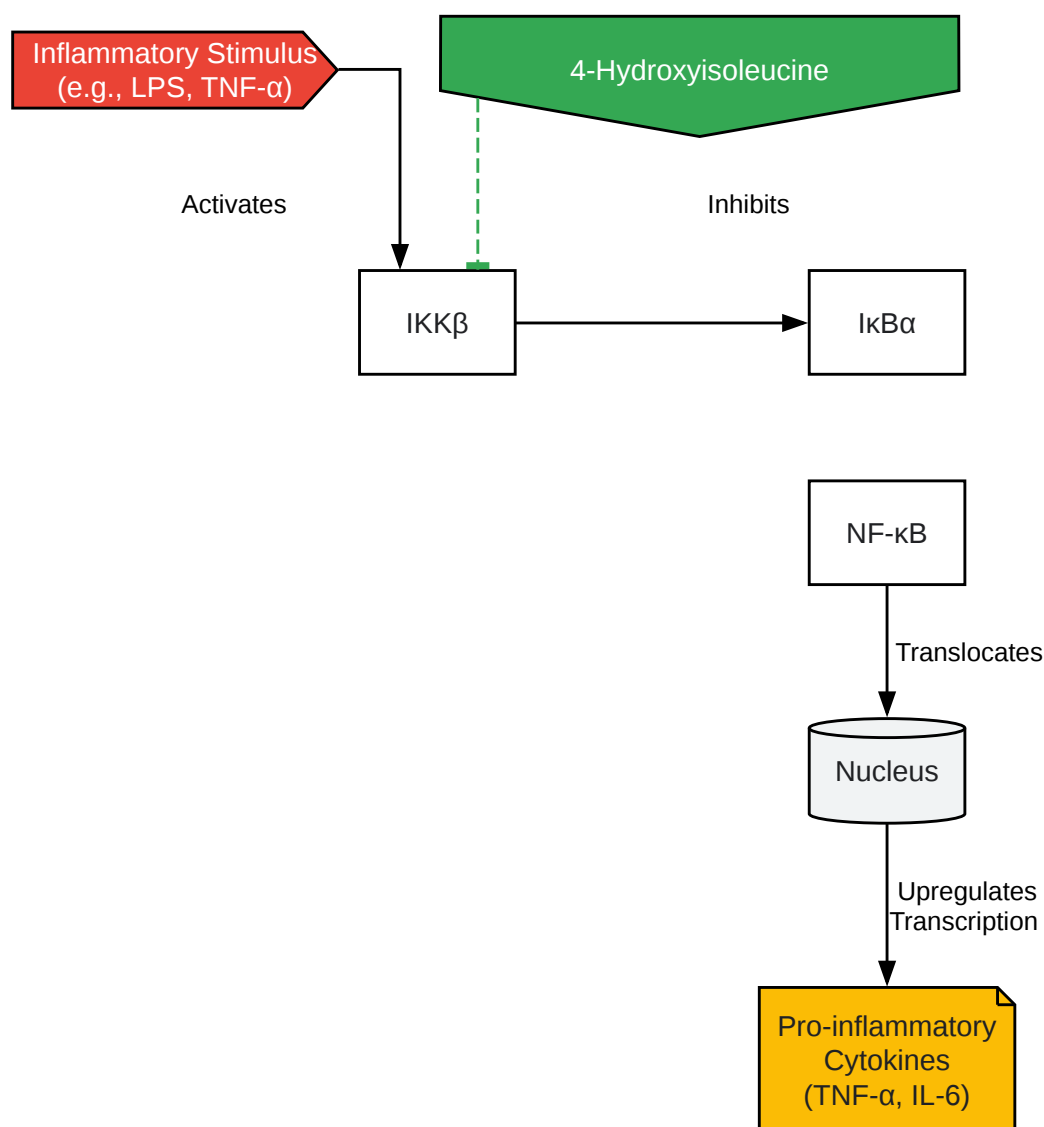 Inflammatory Stimulus
(e.g., LPS, TNF-α)
4-Hydroxyisoleucine
Activates
Inhibits
IKKβ
IκBα
NF-κB
Translocates
Nucleus
Upregulates
Transcription
Pro-inflammatory
Cytokines
(TNF-α, IL-6)